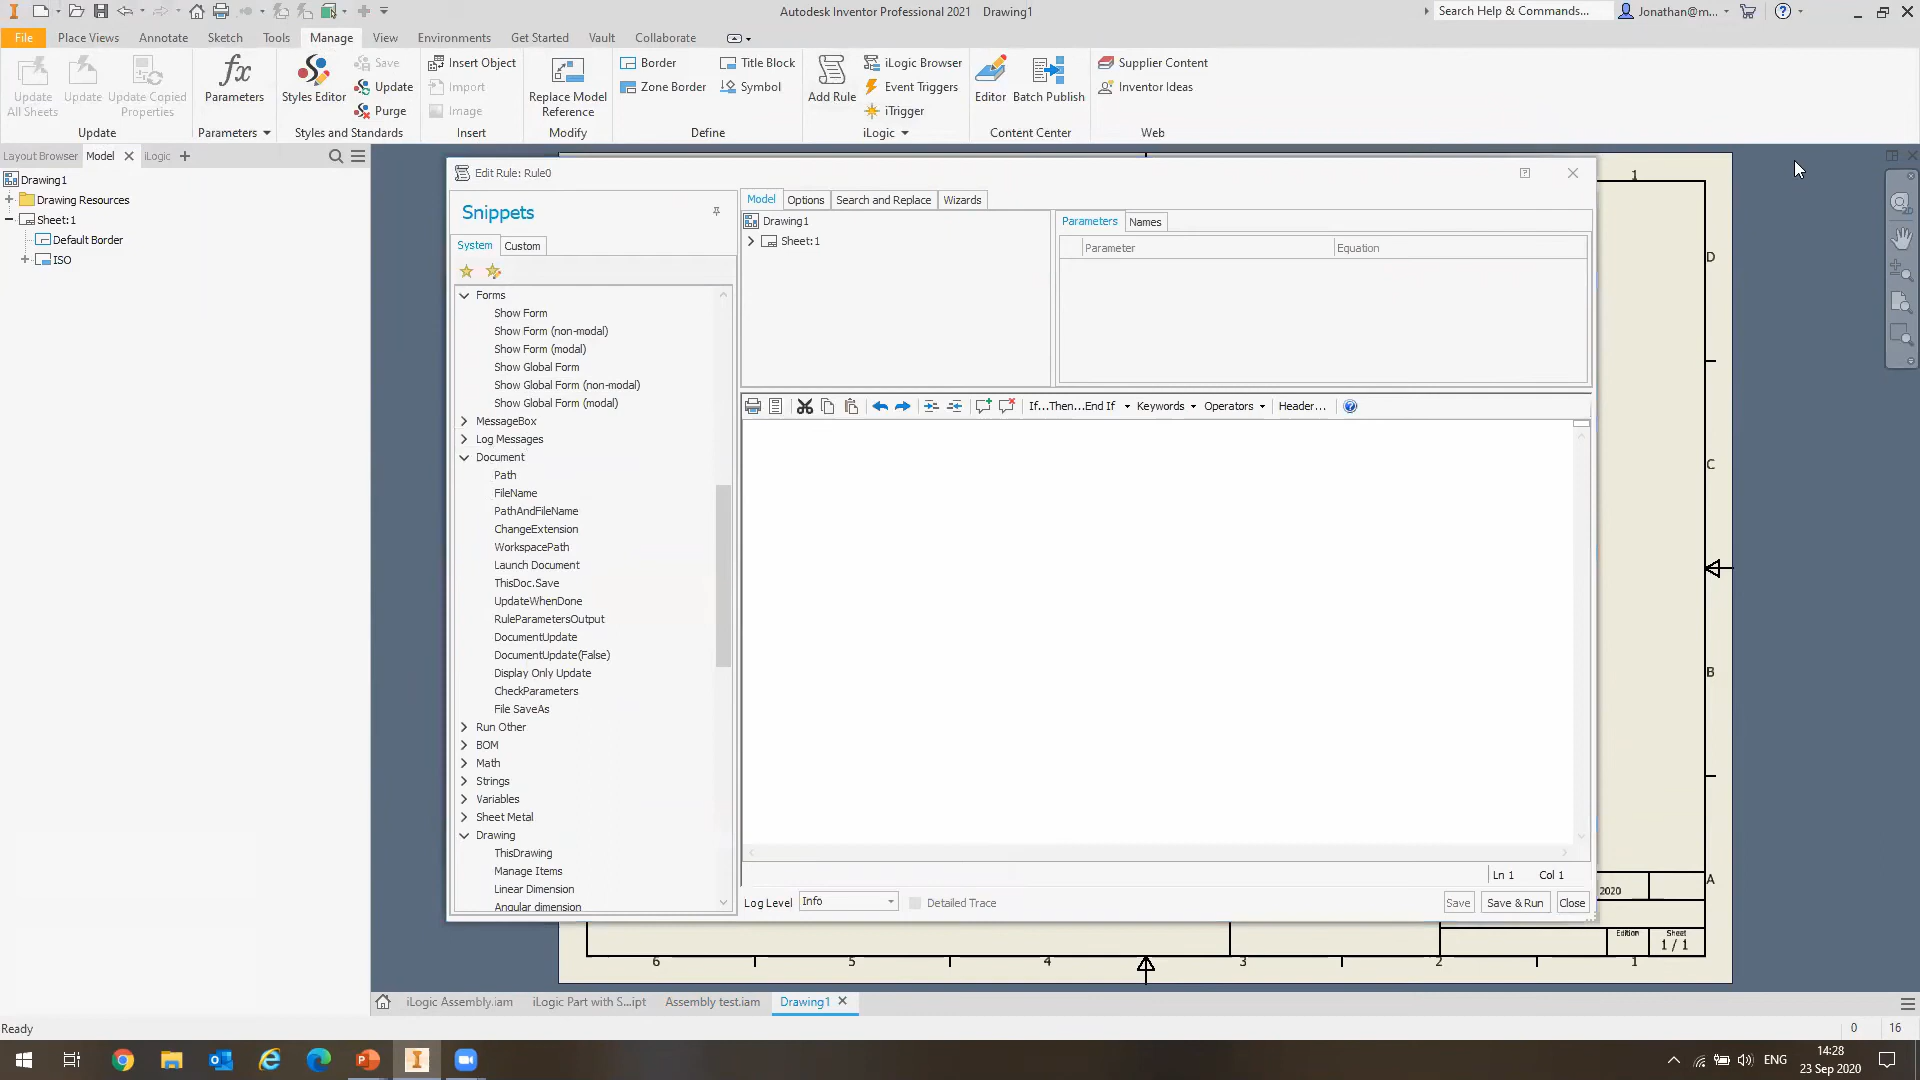 Autodesk Inventor Professional 2021 Drawing1
Search Help & Commands...
Jonathan@m...
File Place Views Annotate Sketch Tools Manage View Environments Get Started Vault Collaborate
Update All Sheets
Update
Update Copied Properties
Update
Parameters
Parameters
Styles Editor
Save
Update
Purge
Styles and Standards
Insert Object
Import
Image
Insert
Replace Model Reference
Modify
Border
Zone Border
Title Block
Symbol
Define
Add Rule
iLogic Browser
Event Triggers
iTrigger
iLogic
Editor
Batch Publish
Content Center
Supplier Content
Inventor Ideas
Web
Layout Browser Model iLogic
Drawing1
Drawing Resources
Sheet:1
Default Border
ISO
Edit Rule: Rule0
Snippets
System Custom
Forms
Show Form
Show Form (non-modal)
Show Form (modal)
Show Global Form
Show Global Form (non-modal)
Show Global Form (modal)
MessageBox
Log Messages
Document
Path
FileName
PathAndFileName
ChangeExtension
WorkspacePath
Launch Document
ThisDoc.Save
UpdateWhenDone
RuleParametersOutput
DocumentUpdate
DocumentUpdate(False)
Display Only Update
CheckParameters
File SaveAs
Run Other
BOM
Math
Strings
Variables
Sheet Metal
Drawing
ThisDrawing
Manage Items
Linear Dimension
Angular dimension
Model Options Search and Replace Wizards
Drawing1
Sheet:1
Parameters Names
Parameter Equation
If...Then...End If Keywords Operators Header...
Ln 1 Col 1
Log Level Info Detailed Trace
Save Save & Run Close
1
D
C
B
A
2020
Edition
Sheet
1 / 1
6 5 4 3 2 1
iLogic Assembly.iam iLogic Part with S...ipt Assembly test.iam Drawing1
Ready
0 16
ENG
14:28
23 Sep 2020